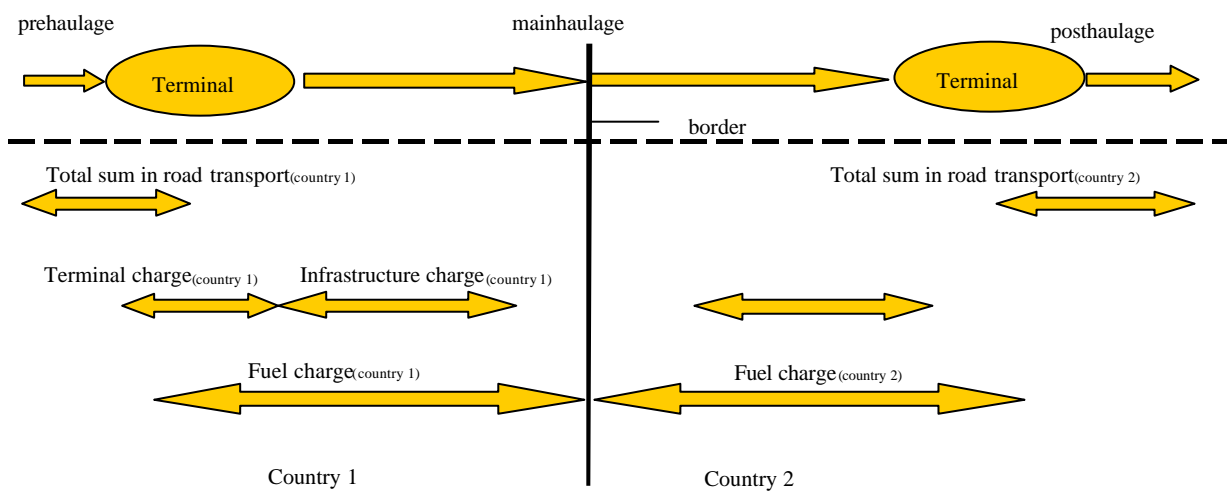 prehaulage
mainhaulage
posthaulage
Terminal
Terminal
border
Total sum in road transport(country 1)
Total sum in road transport(country 2)
Terminal charge(country 1)
Infrastructure charge(country 1)
Fuel charge(country 1)
Fuel charge(country 2)
Country 1
Country 2